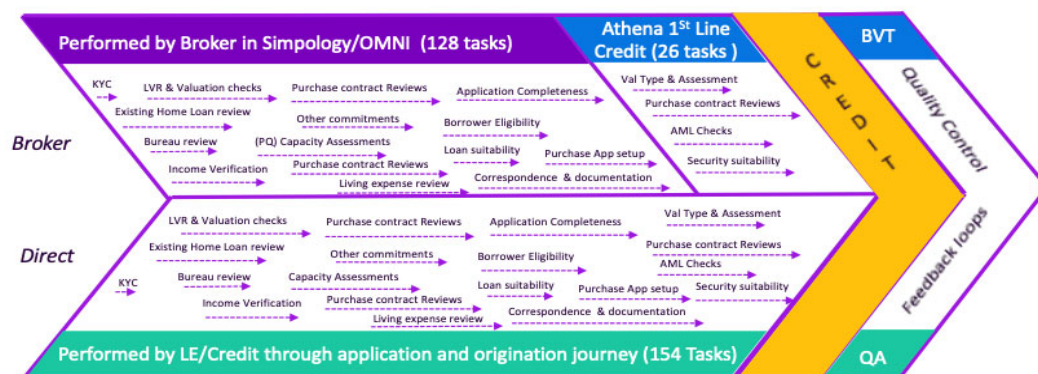 Performed by Broker in Simpology/OMNI (128 tasks)
Athena 1St Line
Credit (26 tasks )
BVT
KYC
LVR & Valuation checks
Purchase contract Reviews
Application Completeness
Val Type & Assessment
Existing Home Loan review
Other commitments
Borrower Eligibility
Purchase contract Reviews
Broker
Bureau review
(PQ) Capacity Assessments
Loan suitability
Purchase App setup
AML Checks
Income Verification
Purchase contract Reviews
Correspondence & documentation
Security suitability
Living expense review
CREDIT
Quality Control
LVR & Valuation checks
Purchase contract Reviews
Application Completeness
Val Type & Assessment
Direct
Existing Home Loan review
Other commitments
Borrower Eligibility
Purchase contract Reviews
KYC
Bureau review
Capacity Assessments
Loan suitability
Purchase App setup
AML Checks
Security suitability
Income Verification
Purchase contract Reviews
Correspondence & documentation
Living expense review
Feedback loops
Performed by LE/Credit through application and origination journey (154 Tasks)
QA